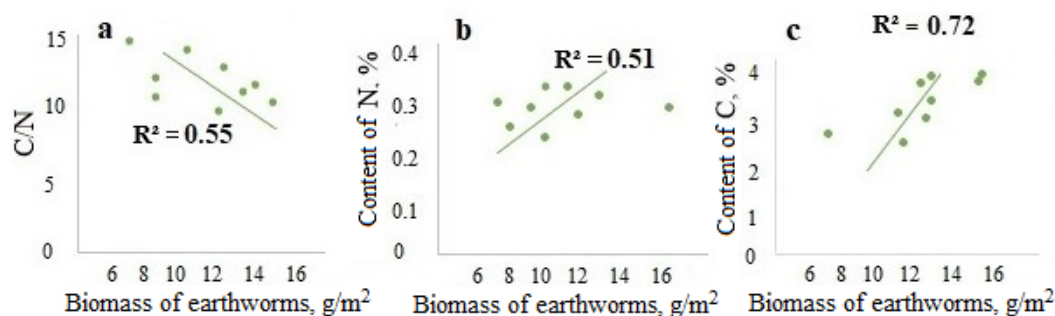 a
15
10
5
0
C/N
R² = 0.55
6 8 10 12 14 16
Biomass of earthworms, g/m²
b
0.4
0.3
0.2
0.1
0
Content of N. %
R² = 0.51
6 8 10 12 14 16
Biomass of earthworms, g/m²
c
R² = 0.72
4
3
2
1
0
Content of C, %
6 8 10 12 14 16
Biomass of earthworms, g/m²